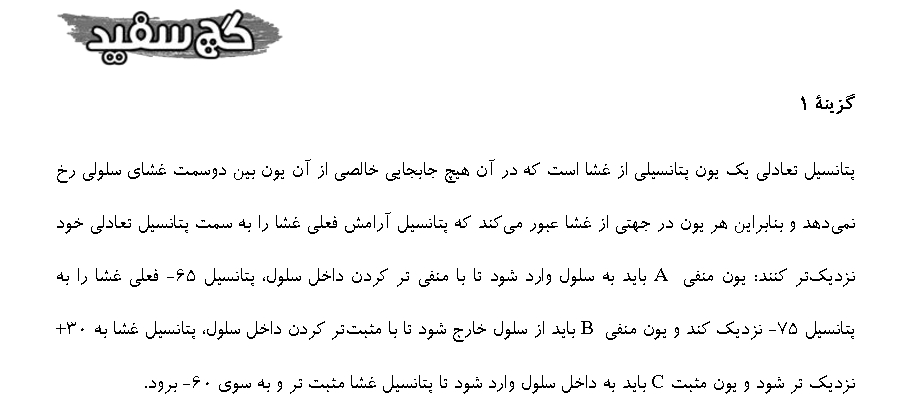 گچ سفید
گزینهٔ ۱
پتانسیل تعادلی یک یون پتانسیلی از غشا است که در آن هیچ جابجایی خالصی از آن یون بین دوسمت غشای سلولی رخ
نمی‌دهد و بنابراین هر یون در جهتی از غشا عبور می‌کند که پتانسیل آرامش فعلی غشا را به سمت پتانسیل تعادلی خود
نزدیک‌تر کنند: یون منفی A باید به سلول وارد شود تا با منفی تر کردن داخل سلول، پتانسیل ۶۵- فعلی غشا را به
پتانسیل ۷۵- نزدیک کند و یون منفی B باید از سلول خارج شود تا با مثبت‌تر کردن داخل سلول، پتانسیل غشا به ۳۰+
نزدیک تر شود و یون مثبت C باید به داخل سلول وارد شود تا پتانسیل غشا مثبت تر و به سوی ۶۰- برود.